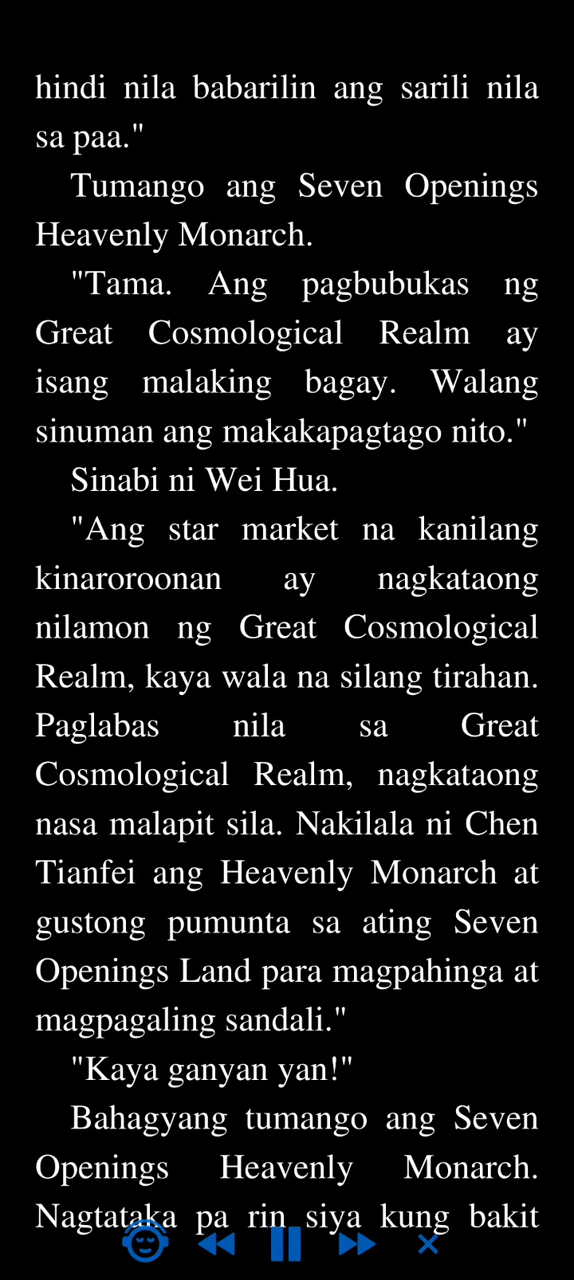 hindi nila babarilin ang sarili nila
sa paa."
Tumango ang Seven Openings
Heavenly Monarch.
"Tama. Ang pagbubukas ng
Great Cosmological Realm ay
isang malaking bagay. Walang
sinuman ang makakapagtago nito."
Sinabi ni Wei Hua.
"Ang star market na kanilang
kinaroroonan ay nagkataong
nilamon ng Great Cosmological
Realm, kaya wala na silang tirahan.
Paglabas nila sa Great
Cosmological Realm, nagkataong
nasa malapit sila. Nakilala ni Chen
Tianfei ang Heavenly Monarch at
gustong pumunta sa ating Seven
Openings Land para magpahinga at
magpagaling sandali."
"Kaya ganyan yan!"
Bahagyang tumango ang Seven
Openings Heavenly Monarch.
Nagtataka pa rin siya kung bakit